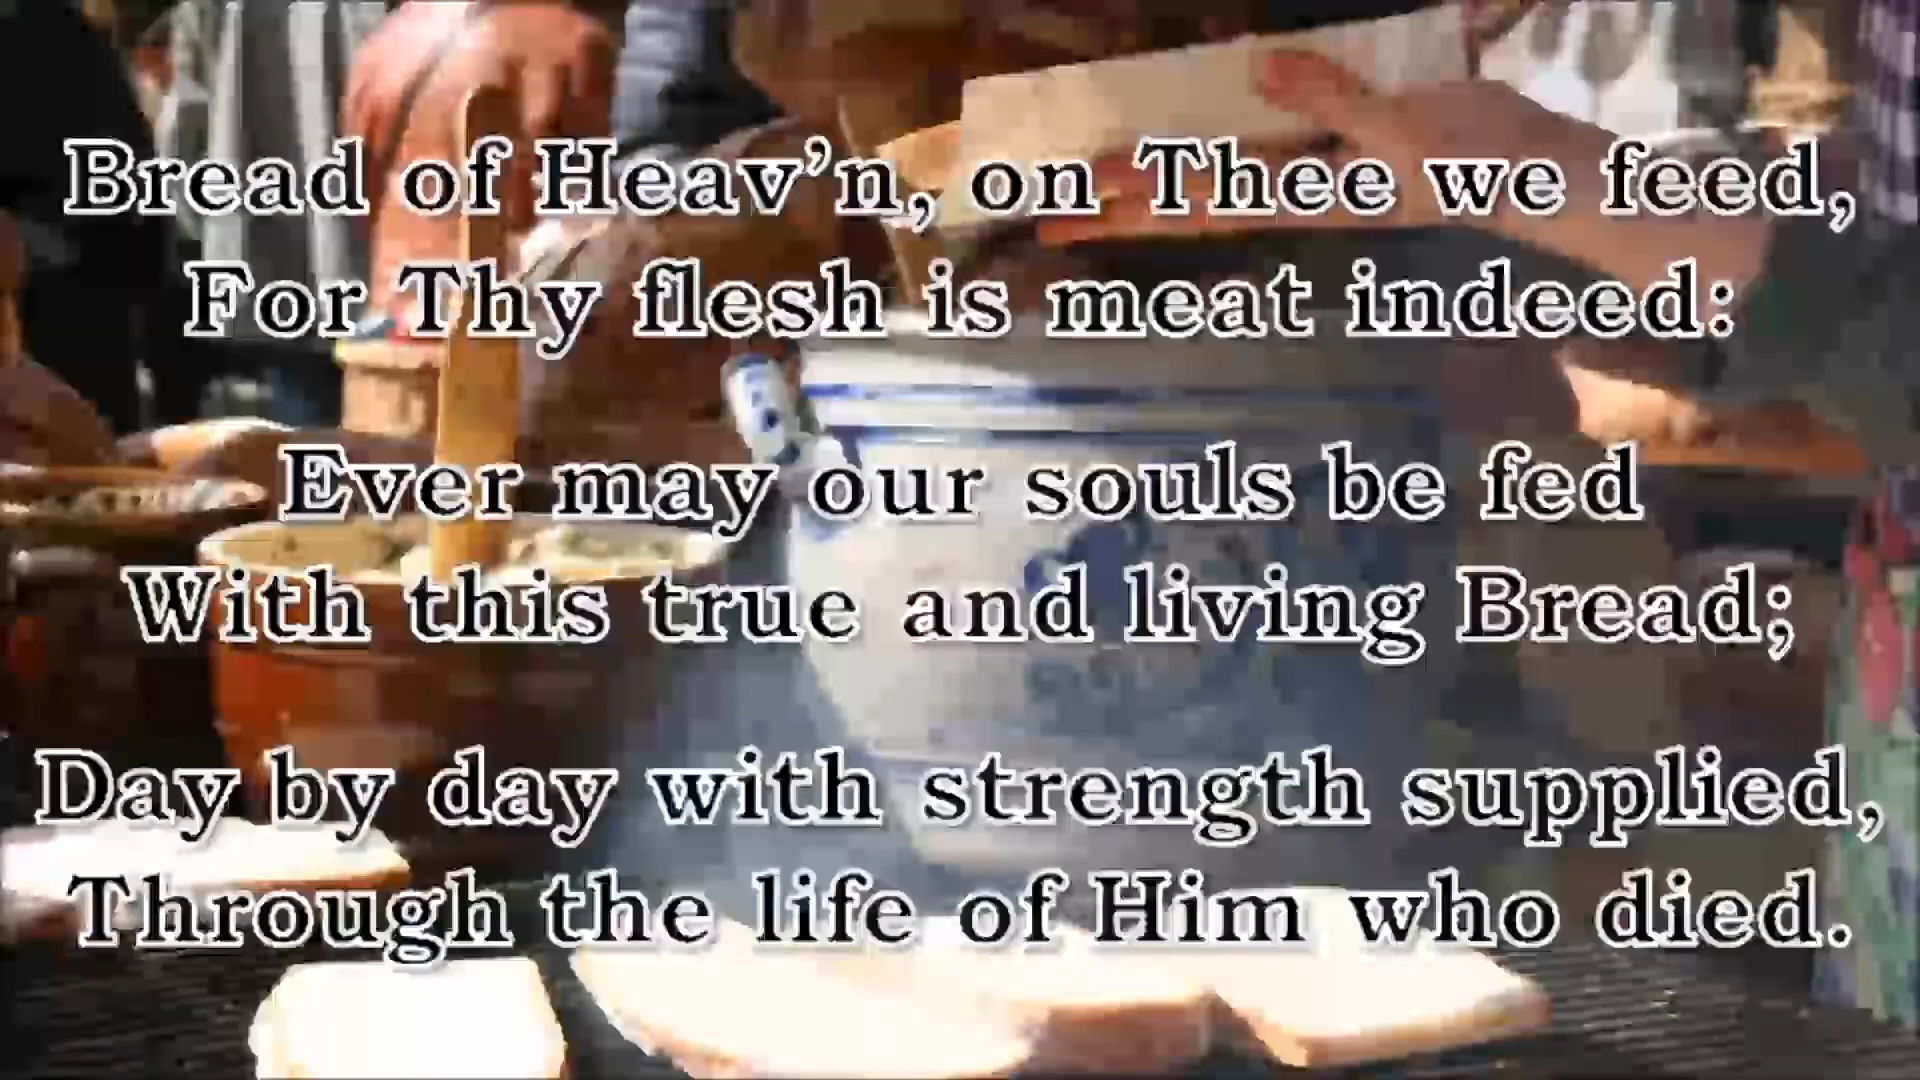 Bread of Heav’n, on Thee we feed,
For Thy flesh is meat indeed:
Ever may our souls be fed
With this true and living Bread;
Day by day with strength supplied,
Through the life of Him who died.